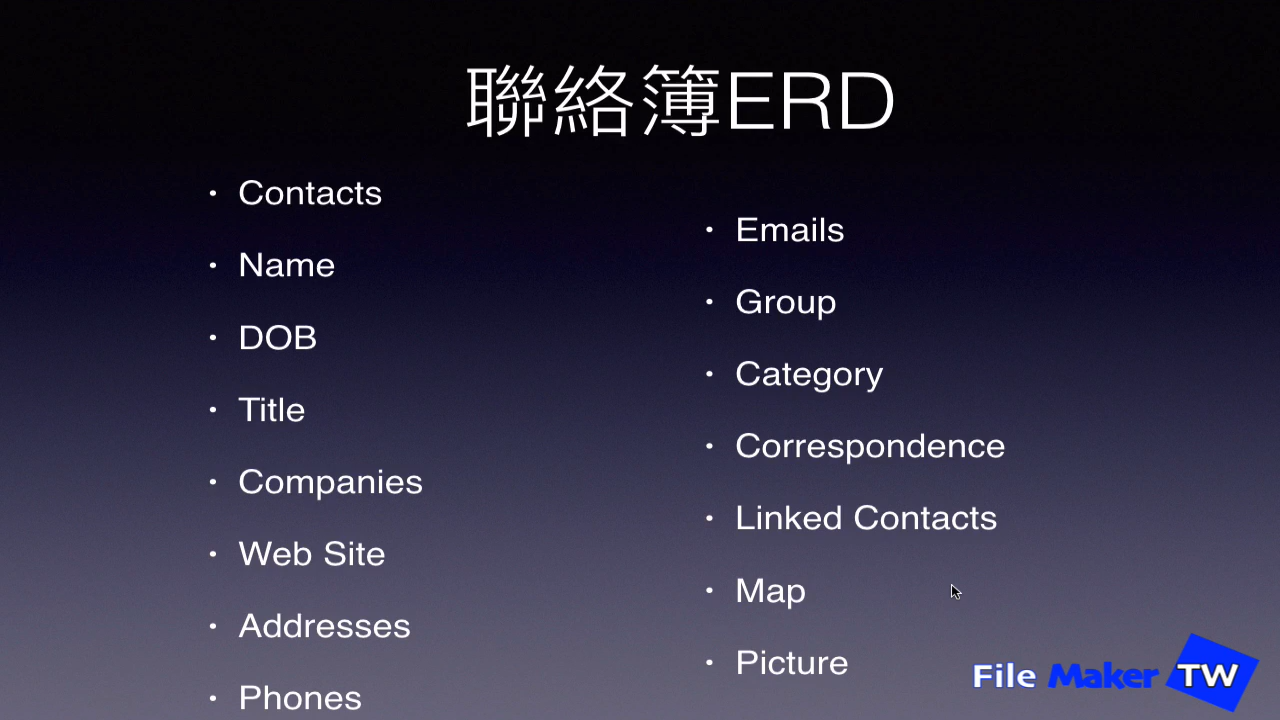 聯絡簿ERD
• Contacts
• Name
• DOB
• Title
• Companies
• Web Site
• Addresses
• Phones
• Emails
• Group
• Category
• Correspondence
• Linked Contacts
• Map
• Picture
File Maker TW